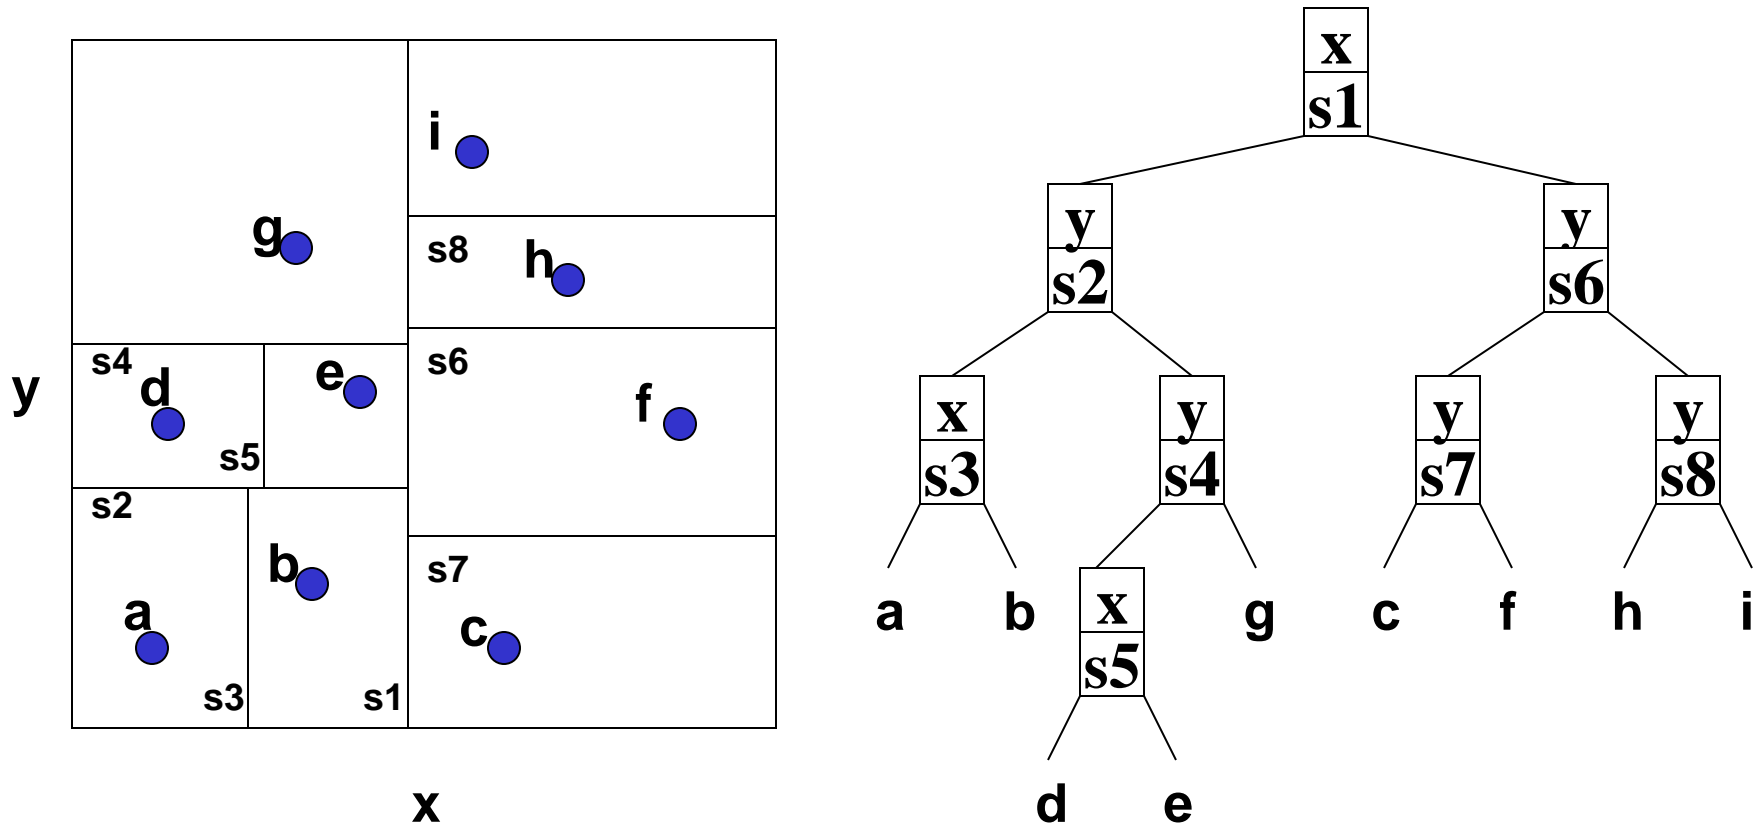 i
g
s8 h
s4 d e
s6
f
y
s5
s2
b
s7
a
c
s3 s1
x
x
s1
y y
s2 s6
x y y y
s3 s4 s7 s8
a b x g c f h i
s5
d e